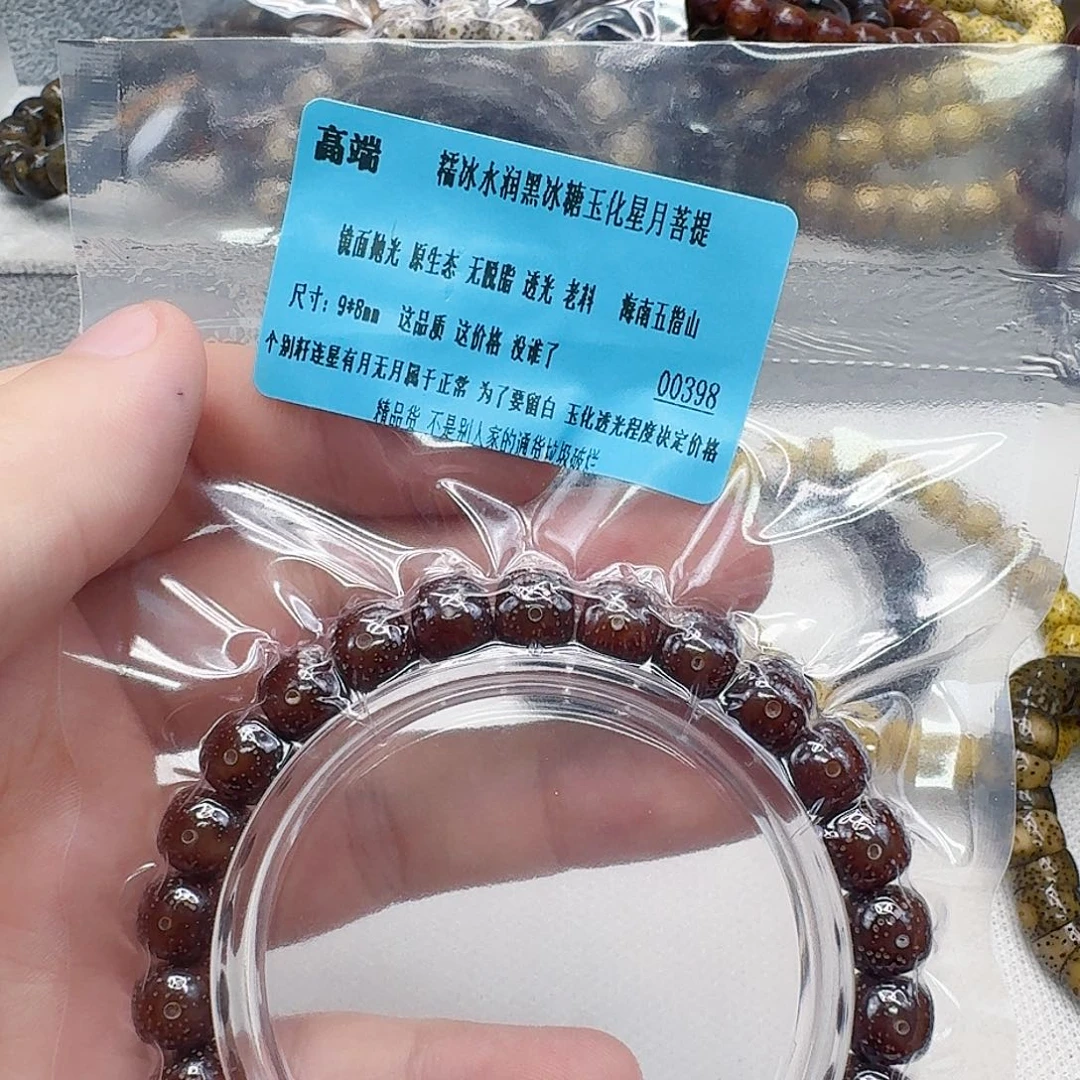 高端 糯冰水润黑冰糖玉化星月菩提
镜面抛光 原生态 无脱脂 透光 老料 海南五指山
尺寸：9*8mm 这品质 这价格 没谁了
00398
个别轩连星有月无月属于正常 为了要留白 玉化透光程度决定价格
精品货 不是别人家的通货垃圾破烂